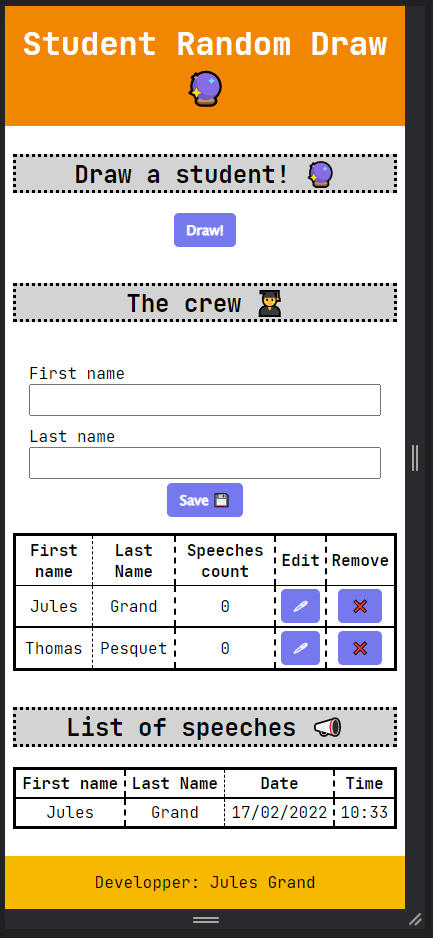 Student Random Draw
Draw a student!
Draw!
The crew
First name
Last name
Save
First name Last Name Speeches count Edit Remove
Jules Grand 0
Thomas Pesquet 0
List of speeches
First name Last Name Date Time
Jules Grand 17/02/2022 10:33
Developper: Jules Grand